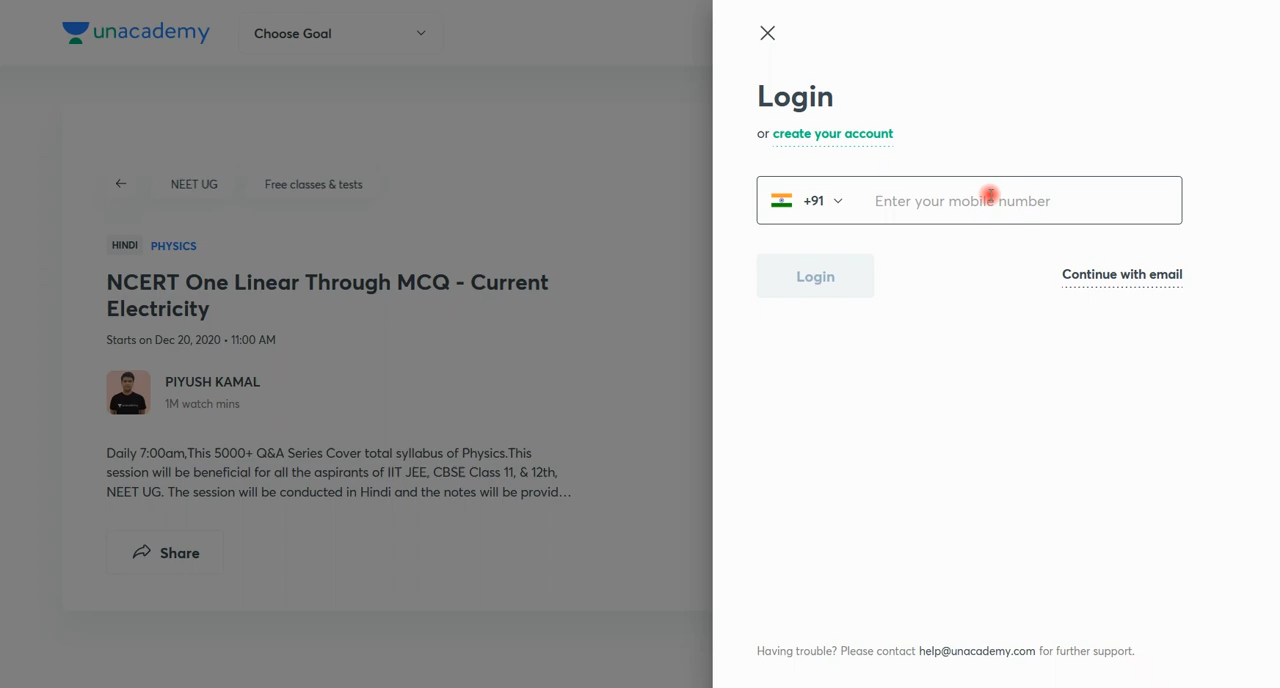 unacademy
Choose Goal
NEET UG
Free classes & tests
HINDI PHYSICS
NCERT One Linear Through MCQ - Current
Electricity
Starts on Dec 20, 2020 • 11:00 AM
PIYUSH KAMAL
1M watch mins
Daily 7:00am,This 5000+ Q&A Series Cover total syllabus of Physics.This
session will be beneficial for all the aspirants of IIT JEE, CBSE Class 11, & 12th,
NEET UG. The session will be conducted in Hindi and the notes will be provid…
Share
Login
or create your account
+91 Enter your mobile number
Login
Continue with email
Having trouble? Please contact help@unacademy.com for further support.